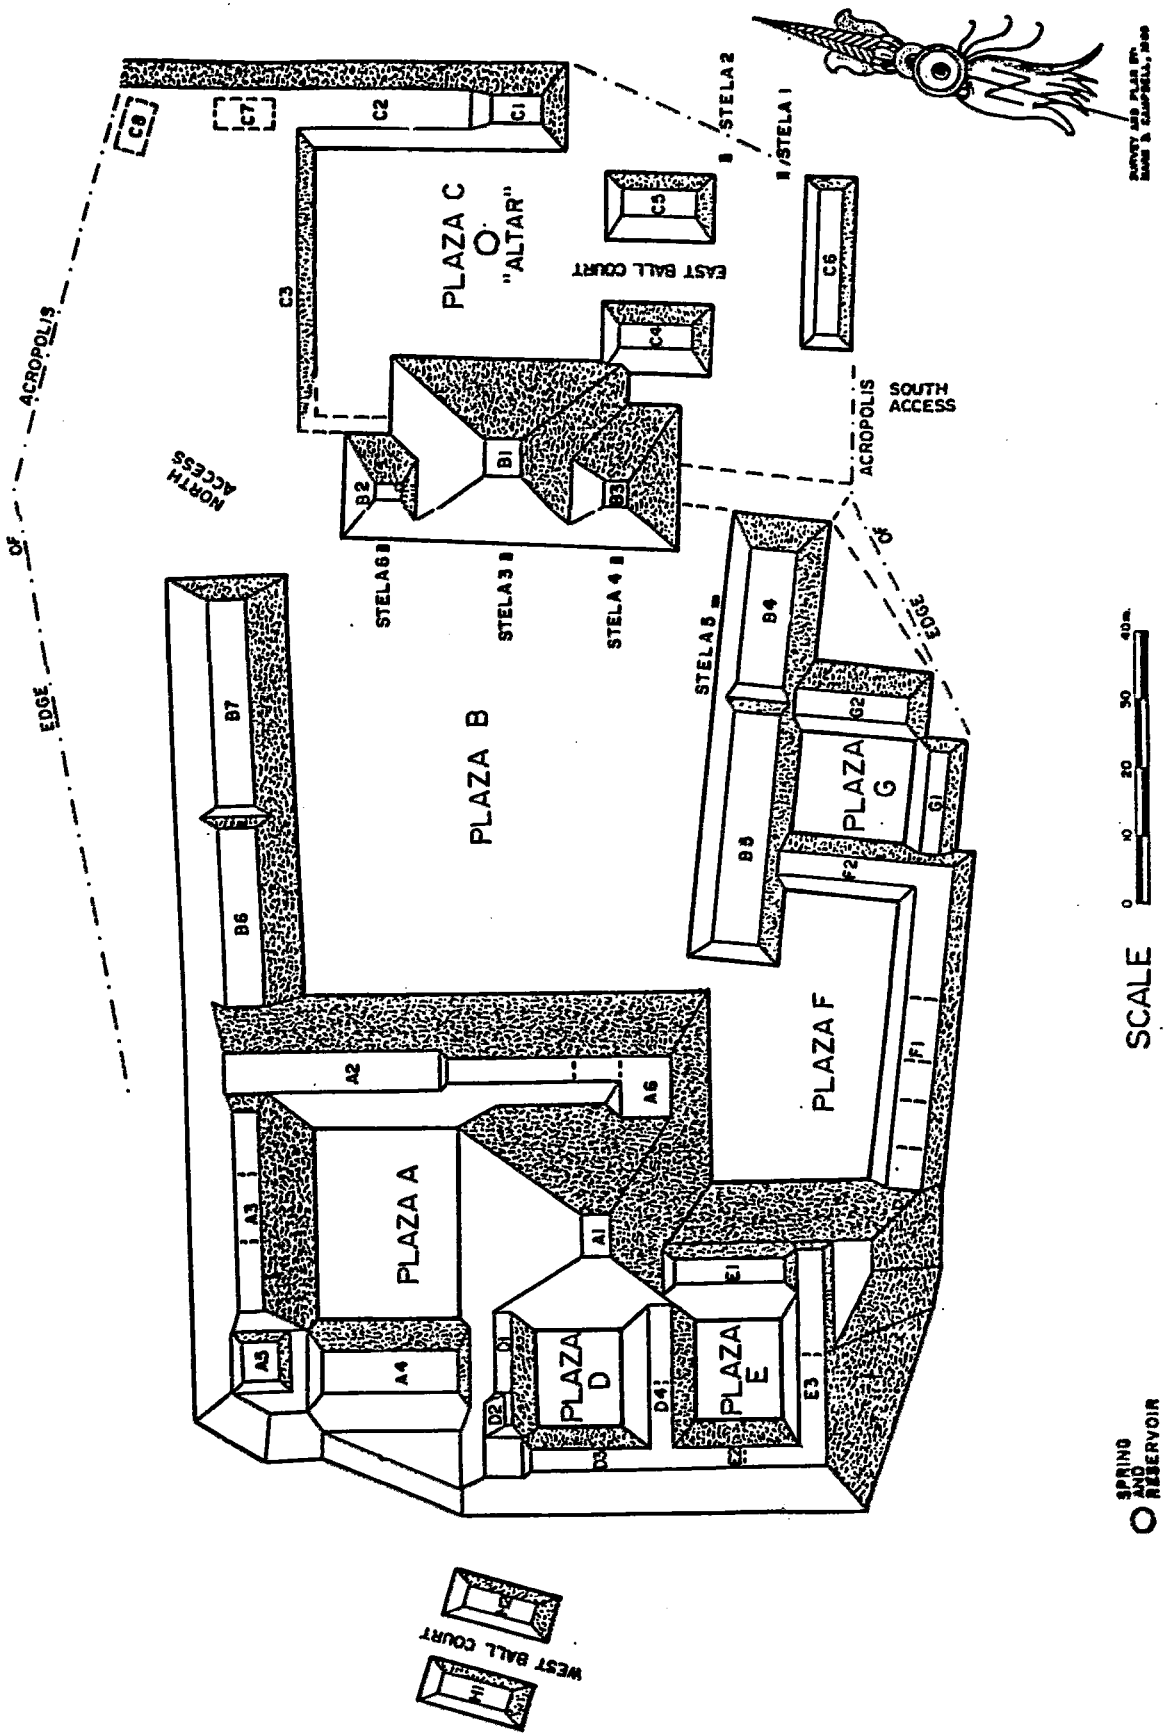 C8
C7
C2
C1
C3
PLAZA C
"ALTAR"
STELA 2
STELA 1
C5
EAST BALL COURT
C4
C6
EDGE
OF
ACROPOLIS
NORTH
ACCESS
B2
B1
B3
STELA 6
STELA 3
STELA 4
STELA 5
SOUTH
ACCESS
EDGE
OF
ACROPOLIS
B4
B7
B6
B5
PLAZA B
G2
PLAZA
G
G1
F2
PLAZA F
F1
A2
A6
A3
PLAZA A
A1
A5
A4
D1
D2
PLAZA
D
D3
D4
E1
PLAZA
E
E2
E3
WEST BALL COURT
H1
N
SCALE
0 10 20 30 40m.
SPRING
AND
RESERVOIR
SURVEY AND PLAN BY: